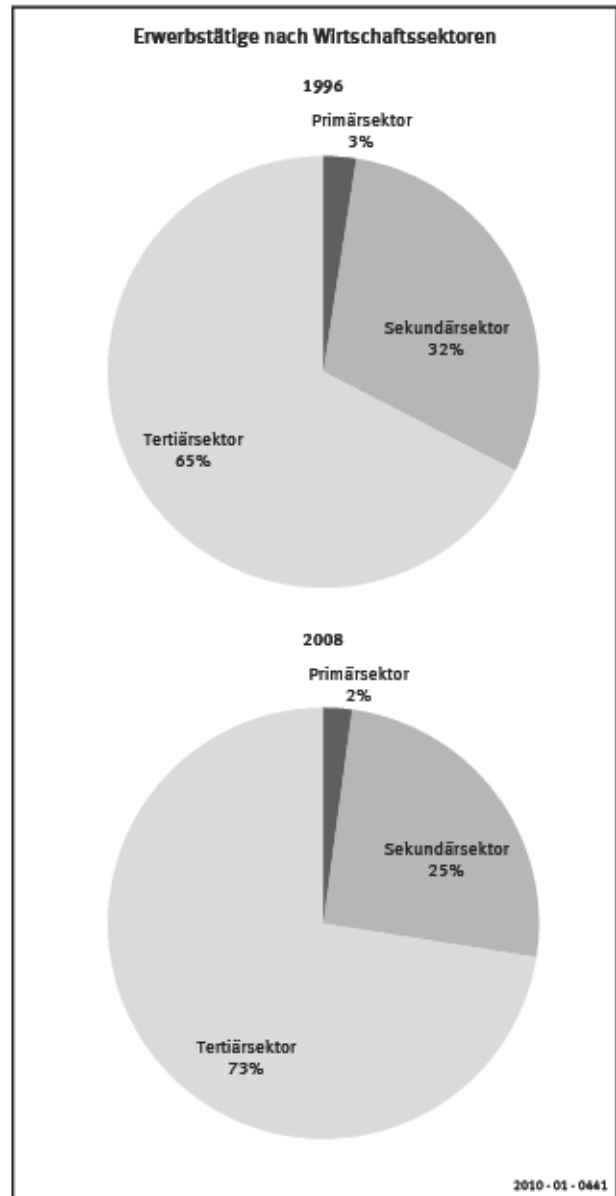 Erwerbstätige nach Wirtschaftssektoren
1996
Primärsektor
3%
Sekundärsektor
32%
Tertiärsektor
65%
2008
Primärsektor
2%
Sekundärsektor
25%
Tertiärsektor
73%
2010 - 01 - 0441